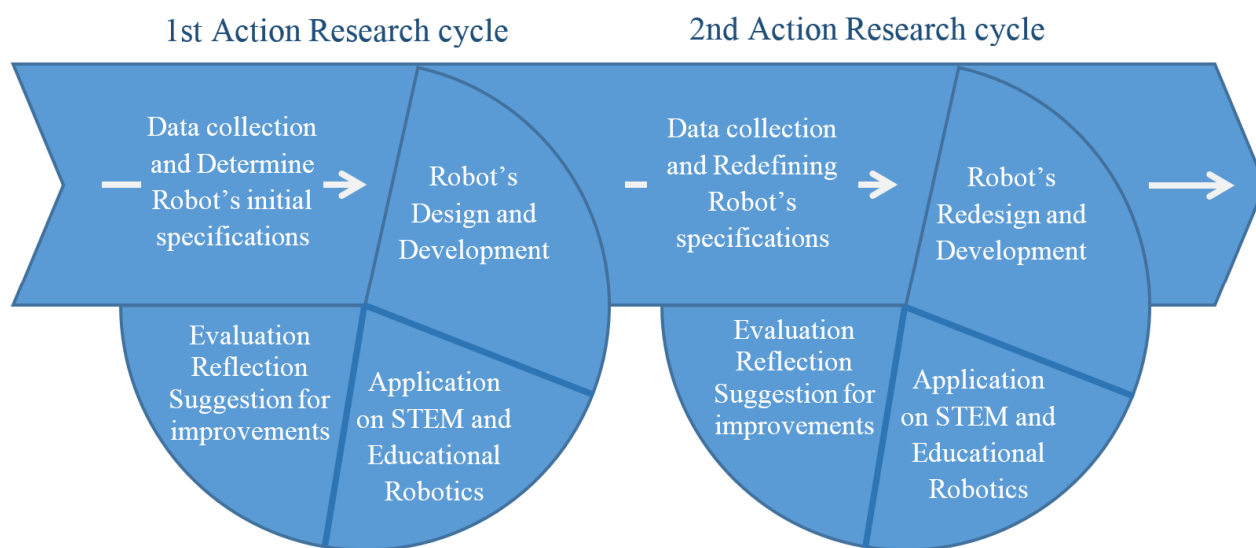 1st Action Research cycle
Data collection
and Determine
Robot's initial
specifications
Robot's
Design and
Development
Application
on STEM and
Educational
Robotics
Evaluation
Reflection
Suggestion for
improvements
2nd Action Research cycle
Data collection
and Redefining
Robot's
specifications
Robot's
Redesign and
Development
Application
on STEM and
Educational
Robotics
Evaluation
Reflection
Suggestion for
improvements